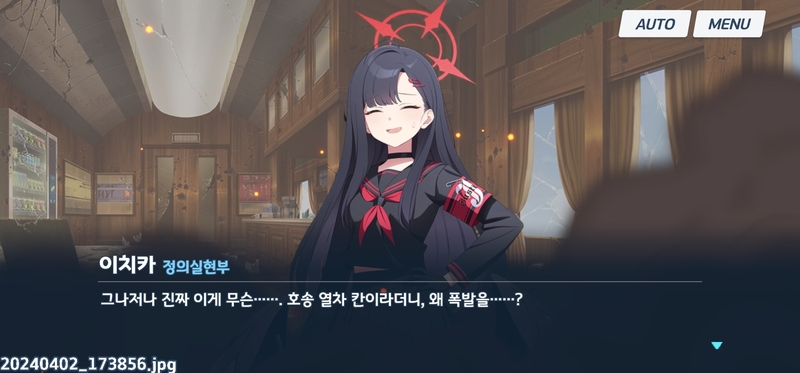 AUTO
MENU
이치카 정의실현부
그나저나 진짜 이게 무슨……. 호송 열차 칸이라더니, 왜 폭발을……?
20240402_173856.jpg